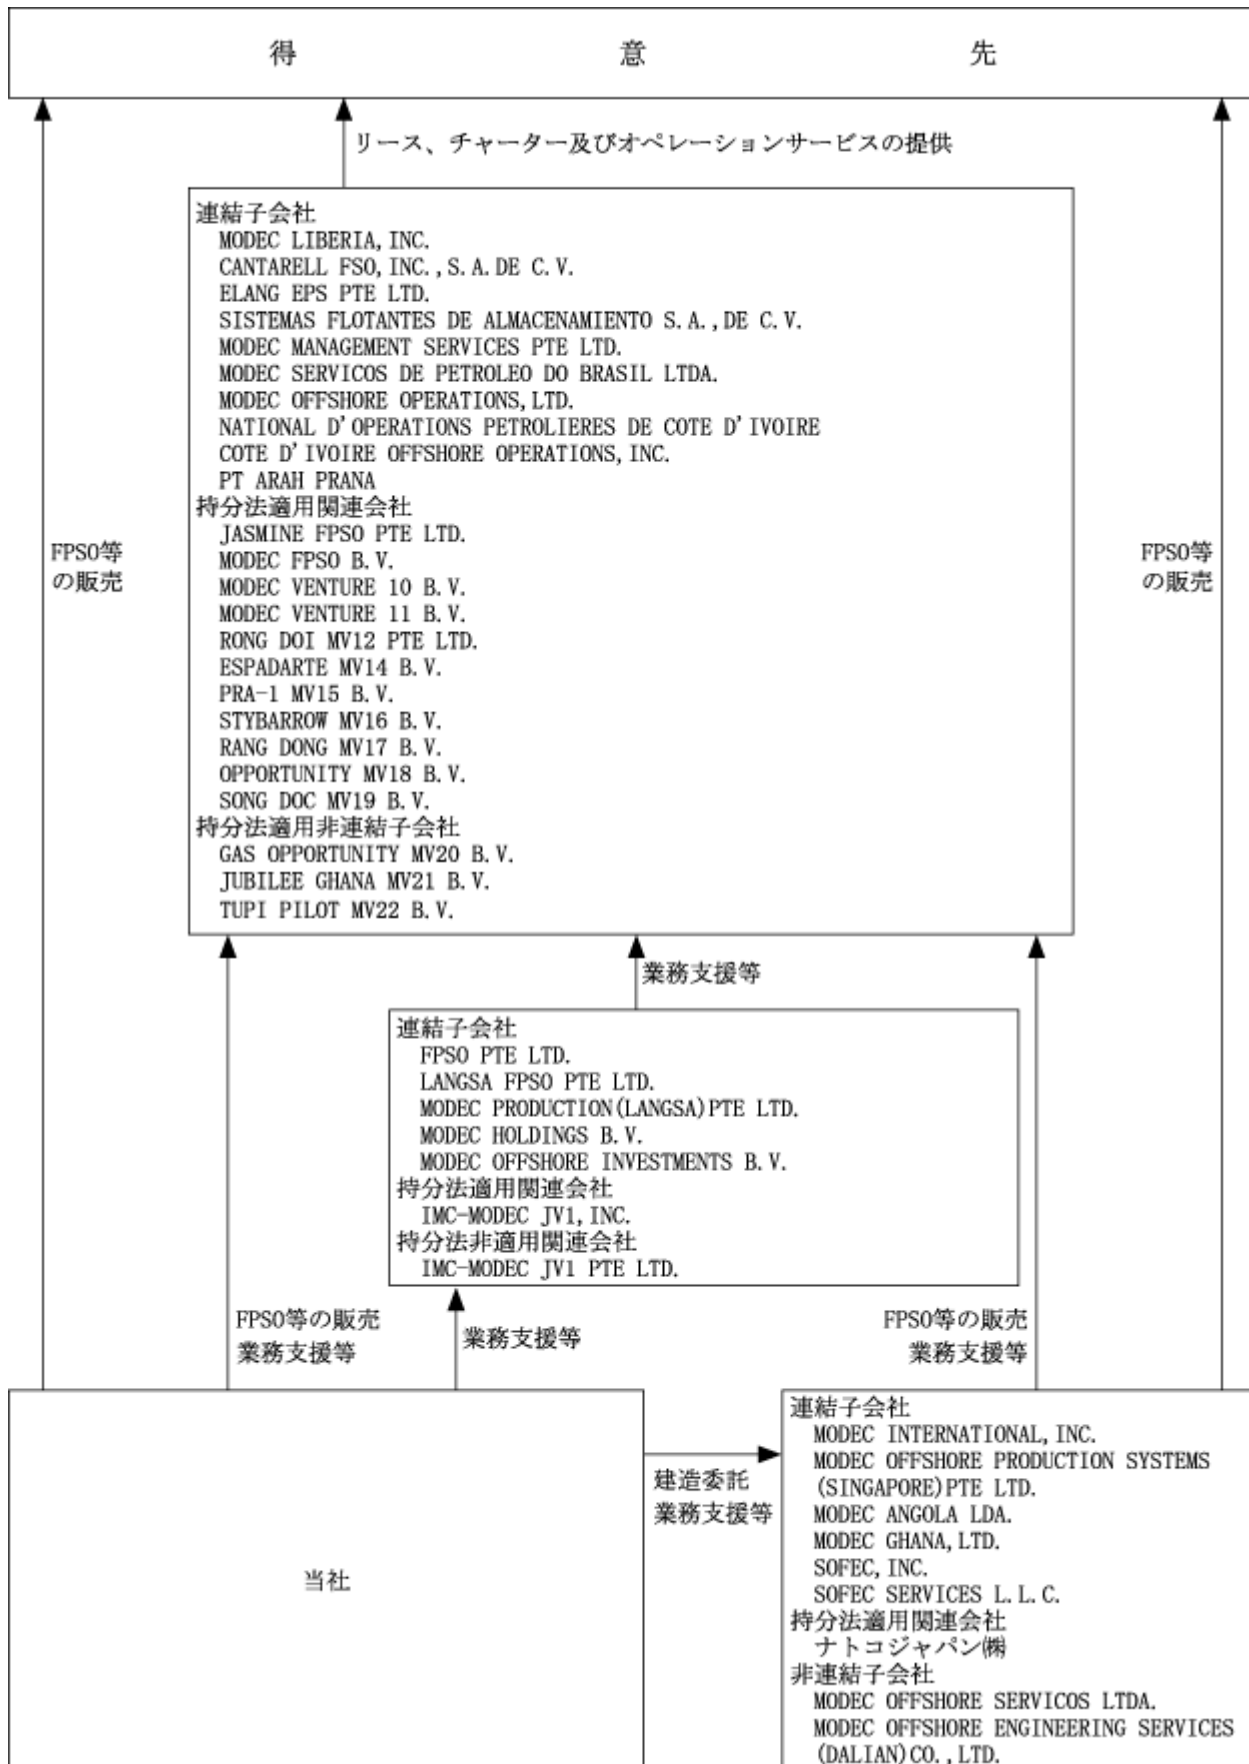 得意先
リース、チャーター及びオペレーションサービスの提供
連結子会社
MODEC LIBERIA,INC.
CANTARELL FSO,INC.,S.A.DE C.V.
ELANG EPS PTE LTD.
SISTEMAS FLOTANTES DE ALMACENAMIENTO S.A.,DE C.V.
MODEC MANAGEMENT SERVICES PTE LTD.
MODEC SERVICOS DE PETROLEO DO BRASIL LTDA.
MODEC OFFSHORE OPERATIONS,LTD.
NATIONAL D'OPERATIONS PETROLIERES DE COTE D'IVOIRE
COTE D'IVOIRE OFFSHORE OPERATIONS,INC.
PT ARAH PRANA
持分法適用関連会社
JASMINE FPSO PTE LTD.
MODEC FPSO B.V.
MODEC VENTURE 10 B.V.
MODEC VENTURE 11 B.V.
RONG DOI MV12 PTE LTD.
ESPADARTE MV14 B.V.
PRA-1 MV15 B.V.
STYBARROW MV16 B.V.
RANG DONG MV17 B.V.
OPPORTUNITY MV18 B.V.
SONG DOC MV19 B.V.
持分法適用非連結子会社
GAS OPPORTUNITY MV20 B.V.
JUBILEE GHANA MV21 B.V.
TUPI PILOT MV22 B.V.
FPSO等
の販売
FPSO等
の販売
業務支援等
連結子会社
FPSO PTE LTD.
LANGSA FPSO PTE LTD.
MODEC PRODUCTION(LANGSA)PTE LTD.
MODEC HOLDINGS B.V.
MODEC OFFSHORE INVESTMENTS B.V.
持分法適用関連会社
IMC-MODEC JV1,INC.
持分法非適用関連会社
IMC-MODEC JV1 PTE LTD.
FPSO等の販売
業務支援等
業務支援等
FPSO等の販売
業務支援等
当社
建造委託
業務支援等
連結子会社
MODEC INTERNATIONAL,INC.
MODEC OFFSHORE PRODUCTION SYSTEMS
(SINGAPORE)PTE LTD.
MODEC ANGOLA LDA.
MODEC GHANA,LTD.
SOFEC,INC.
SOFEC SERVICES L.L.C.
持分法適用関連会社
ナトコジャパン㈱
非連結子会社
MODEC OFFSHORE SERVICOS LTDA.
MODEC OFFSHORE ENGINEERING SERVICES
(DALIAN)CO.,LTD.